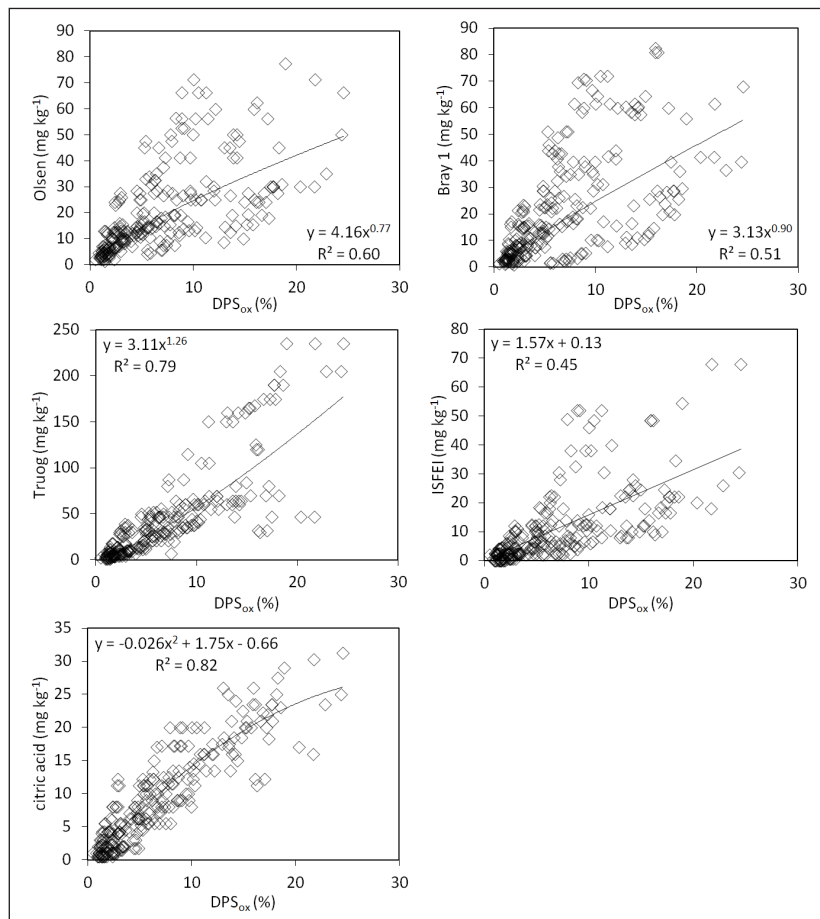 90
80
70
60
50
40
30
20
10
0
Olsen (mg kg⁻¹)
y = 4.16x^0.77
R² = 0.60
0 10 20 30
DPSox (%)
90
80
70
60
50
40
30
20
10
0
Bray 1 (mg kg⁻¹)
y = 3.13x^0.90
R² = 0.51
0 10 20 30
DPSox (%)
250
200
150
100
50
0
Truog (mg kg⁻¹)
y = 3.11x^1.26
R² = 0.79
0 10 20 30
DPSox (%)
80
70
60
50
40
30
20
10
0
ISFEI (mg kg⁻¹)
y = 1.57x + 0.13
R² = 0.45
0 10 20 30
DPSox (%)
35
30
25
20
15
10
5
0
citric acid (mg kg⁻¹)
y = -0.026x² + 1.75x - 0.66
R² = 0.82
0 10 20 30
DPSox (%)